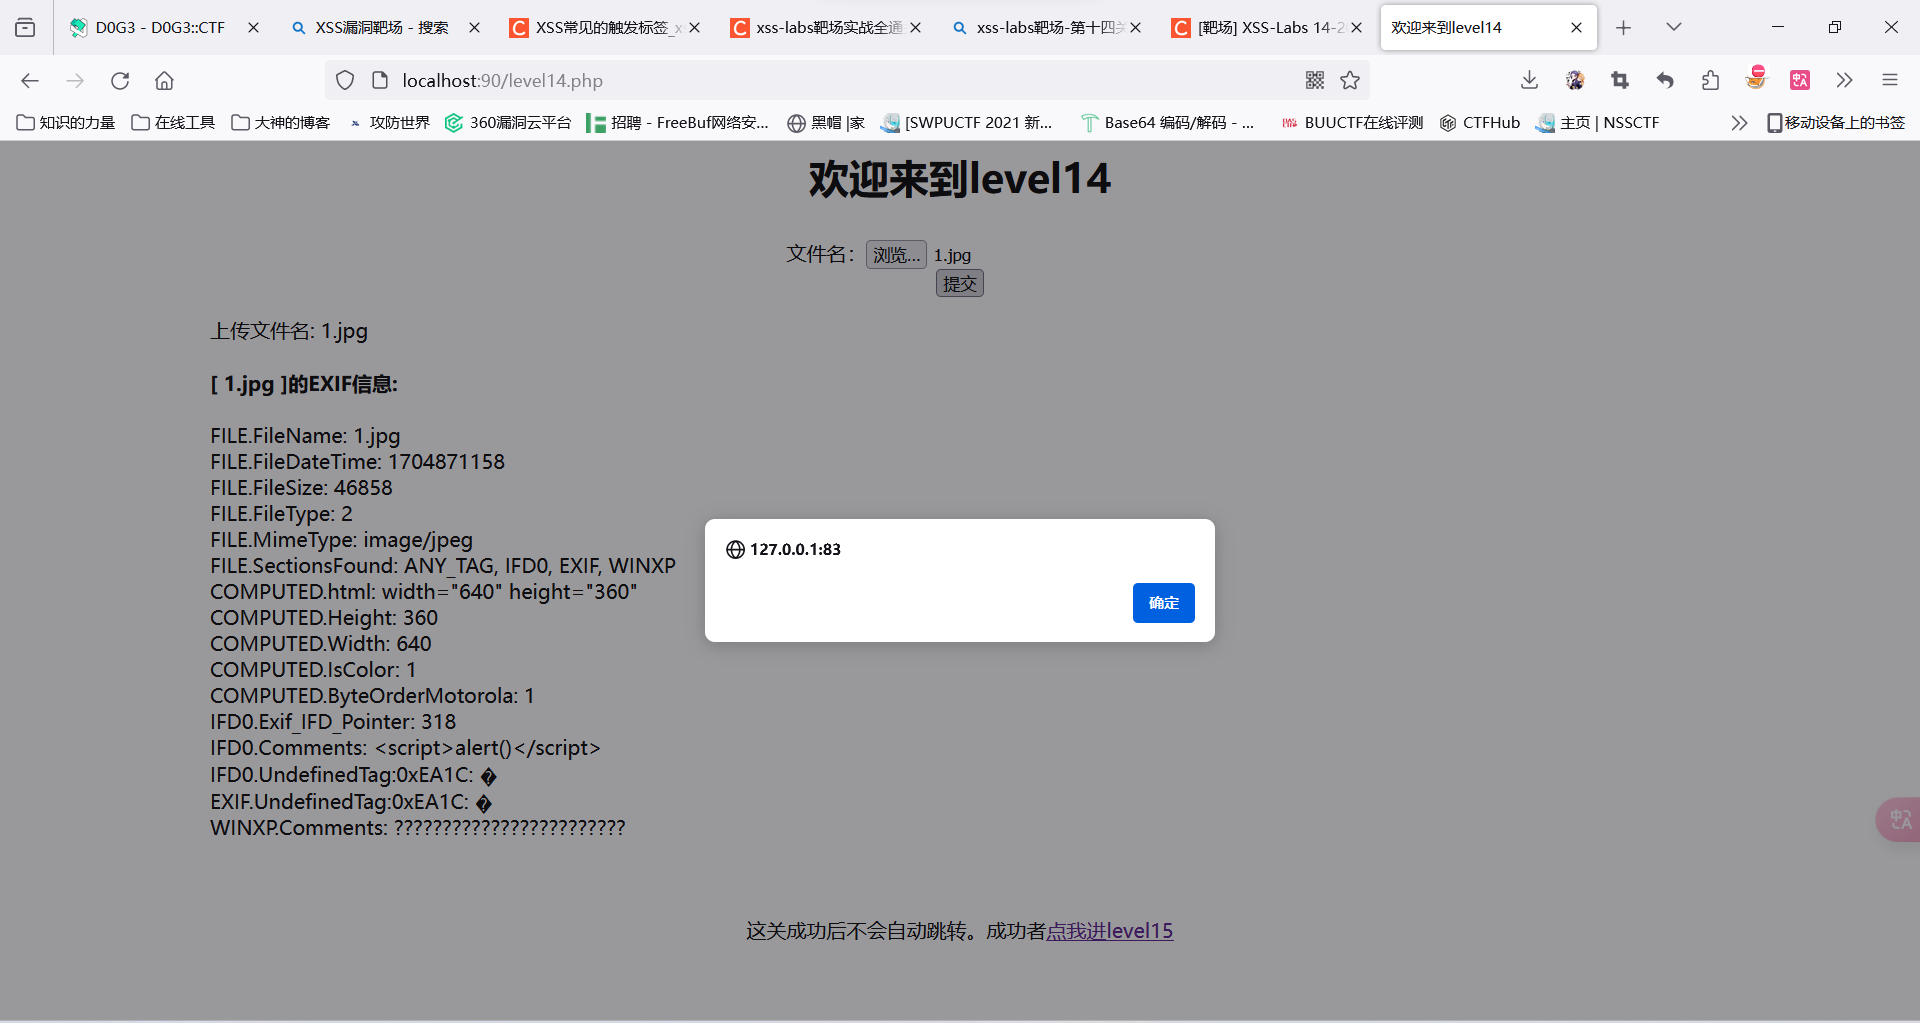 D0G3 - D0G3::CTF
XSS漏洞靶场 - 搜索
XSS常见的触发标签_x
xss-labs靶场实战全通
xss-labs靶场-第十四关
[靶场] XSS-Labs 14-2
欢迎来到level14
localhost:90/level14.php
知识的力量
在线工具
大神的博客
攻防世界
360漏洞云平台
招聘 - FreeBuf网络安...
黑帽 |家
[SWPUCTF 2021 新...
Base64 编码/解码 - ...
BUUCTF在线评测
CTFHub
主页 | NSSCTF
移动设备上的书签
欢迎来到level14
文件名： 浏览... 1.jpg
提交
上传文件名: 1.jpg
[ 1.jpg ]的EXIF信息:
FILE.FileName: 1.jpg
FILE.FileDateTime: 1704871158
FILE.FileSize: 46858
FILE.FileType: 2
FILE.MimeType: image/jpeg
FILE.SectionsFound: ANY_TAG, IFD0, EXIF, WINXP
COMPUTED.html: width="640" height="360"
COMPUTED.Height: 360
COMPUTED.Width: 640
COMPUTED.IsColor: 1
COMPUTED.ByteOrderMotorola: 1
IFD0.Exif_IFD_Pointer: 318
IFD0.Comments: <script>alert()</script>
IFD0.UndefinedTag:0xEA1C: �
EXIF.UndefinedTag:0xEA1C: �
WINXP.Comments: ????????????????????????
127.0.0.1:83
确定
这关成功后不会自动跳转。成功者点我进level15